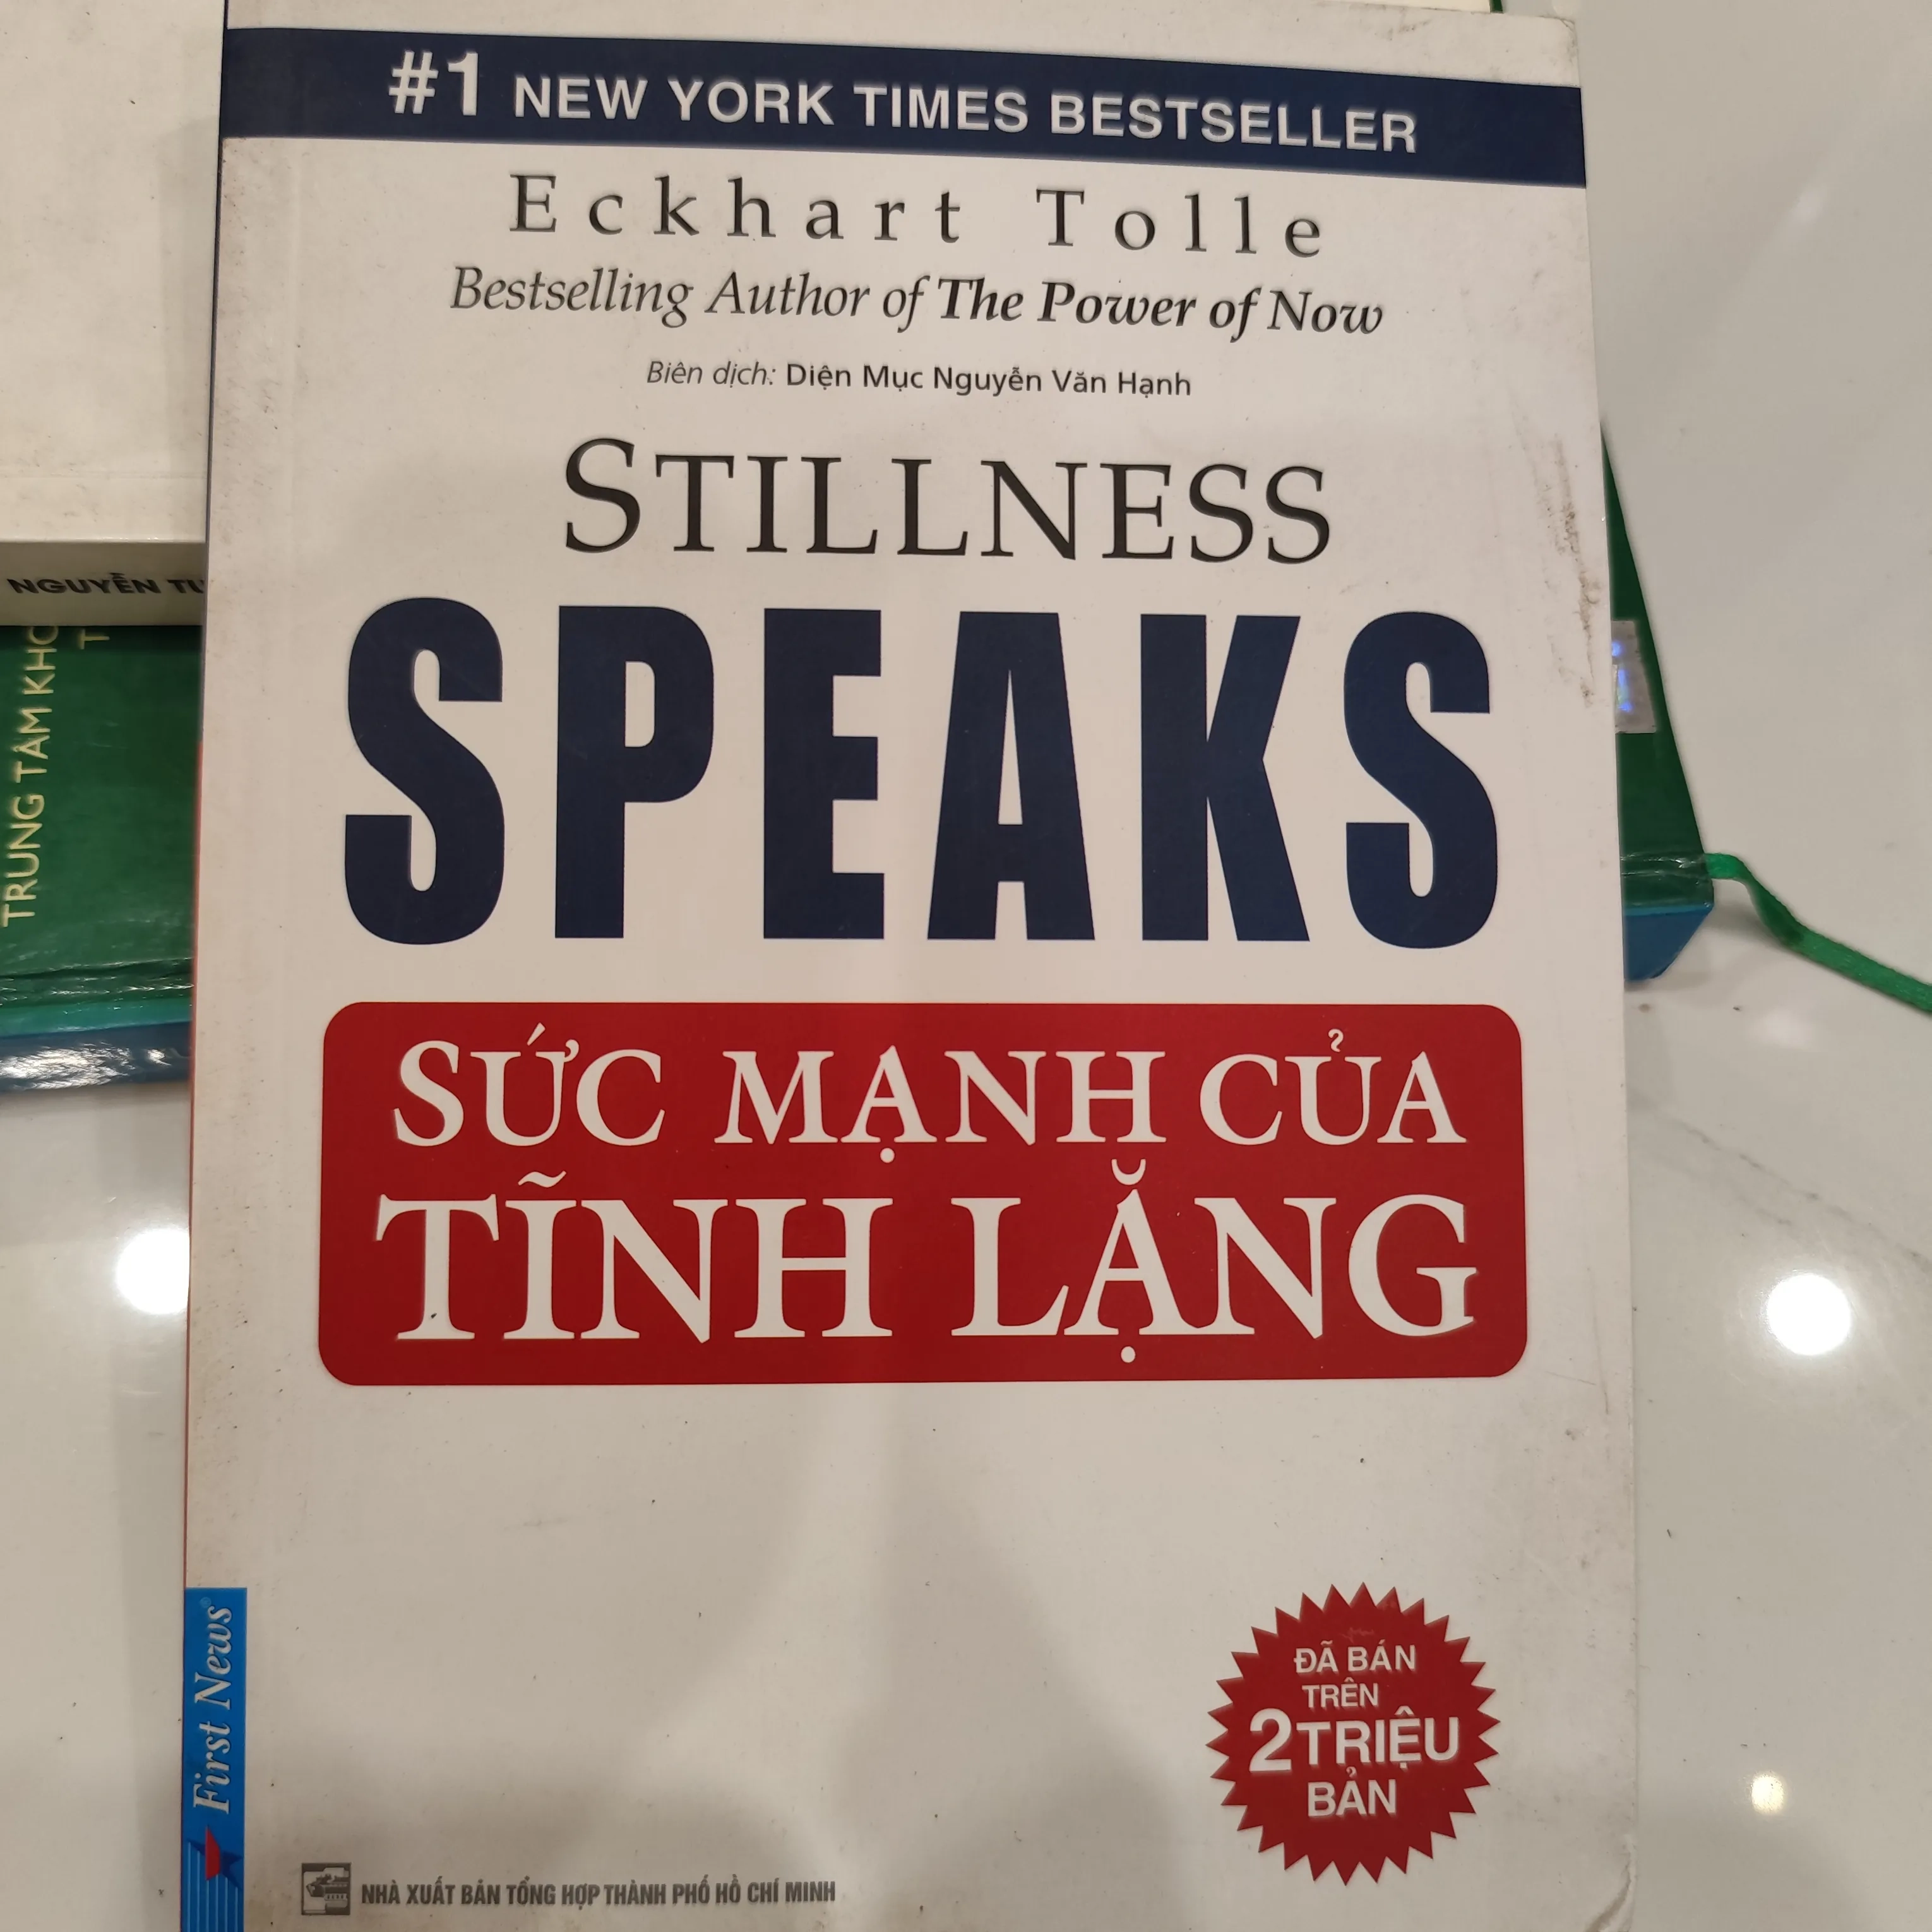 #1 NEW YORK TIMES BESTSELLER
Eckhart Tolle
Bestselling Author of The Power of Now
Biên dịch: Diện Mục Nguyễn Văn Hạnh
STILLNESS
SPEAKS
SỨC MẠNH CỦA
TĨNH LẶNG
ĐÃ BÁN
TRÊN
2 TRIỆU
BẢN
First News®
NHÀ XUẤT BẢN TỔNG HỢP THÀNH PHỐ HỒ CHÍ MINH
NGUYỄN
TRUNG TÂM